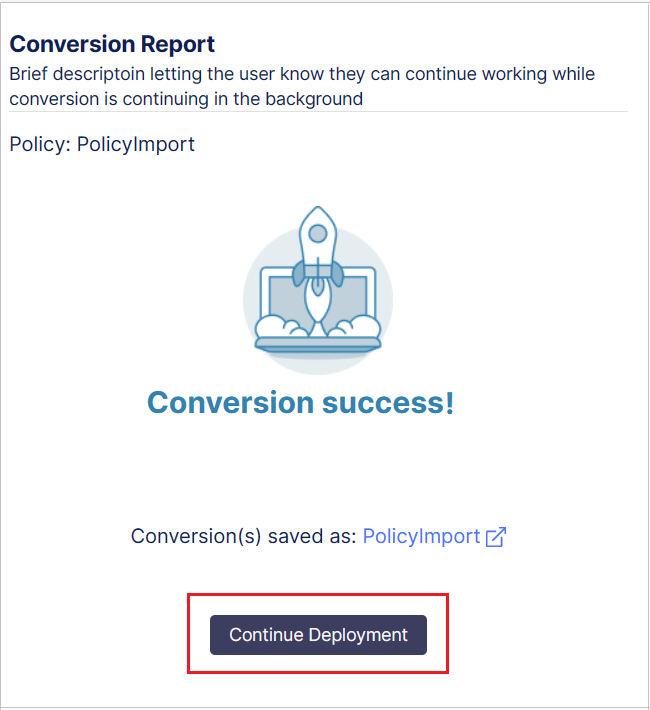 Conversion Report
Brief descriptoin letting the user know they can continue working while
conversion is continuing in the background
Policy: PolicyImport
Conversion success!
Conversion(s) saved as: PolicyImport
Continue Deployment